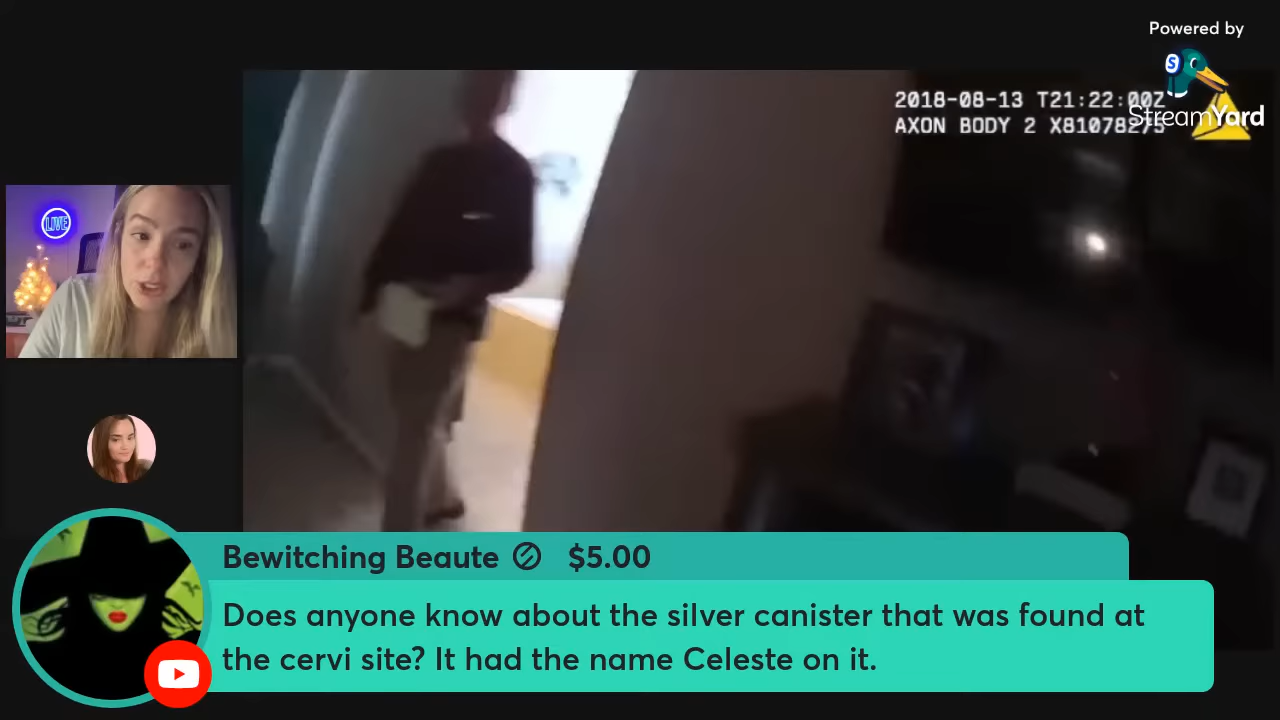 Powered by
2018-08-13 T21:22:00Z
StreamYard
AXON BODY 2 X81078275
LIVE
Bewitching Beaute $5.00
Does anyone know about the silver canister that was found at
the cervi site? It had the name Celeste on it.